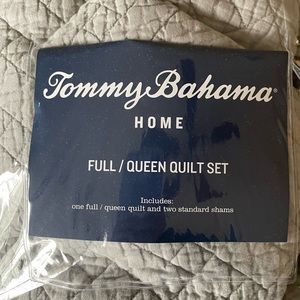 Tommy Bahama
HOME
FULL / QUEEN QUILT SET
Includes:
one full / queen quilt and two standard shams